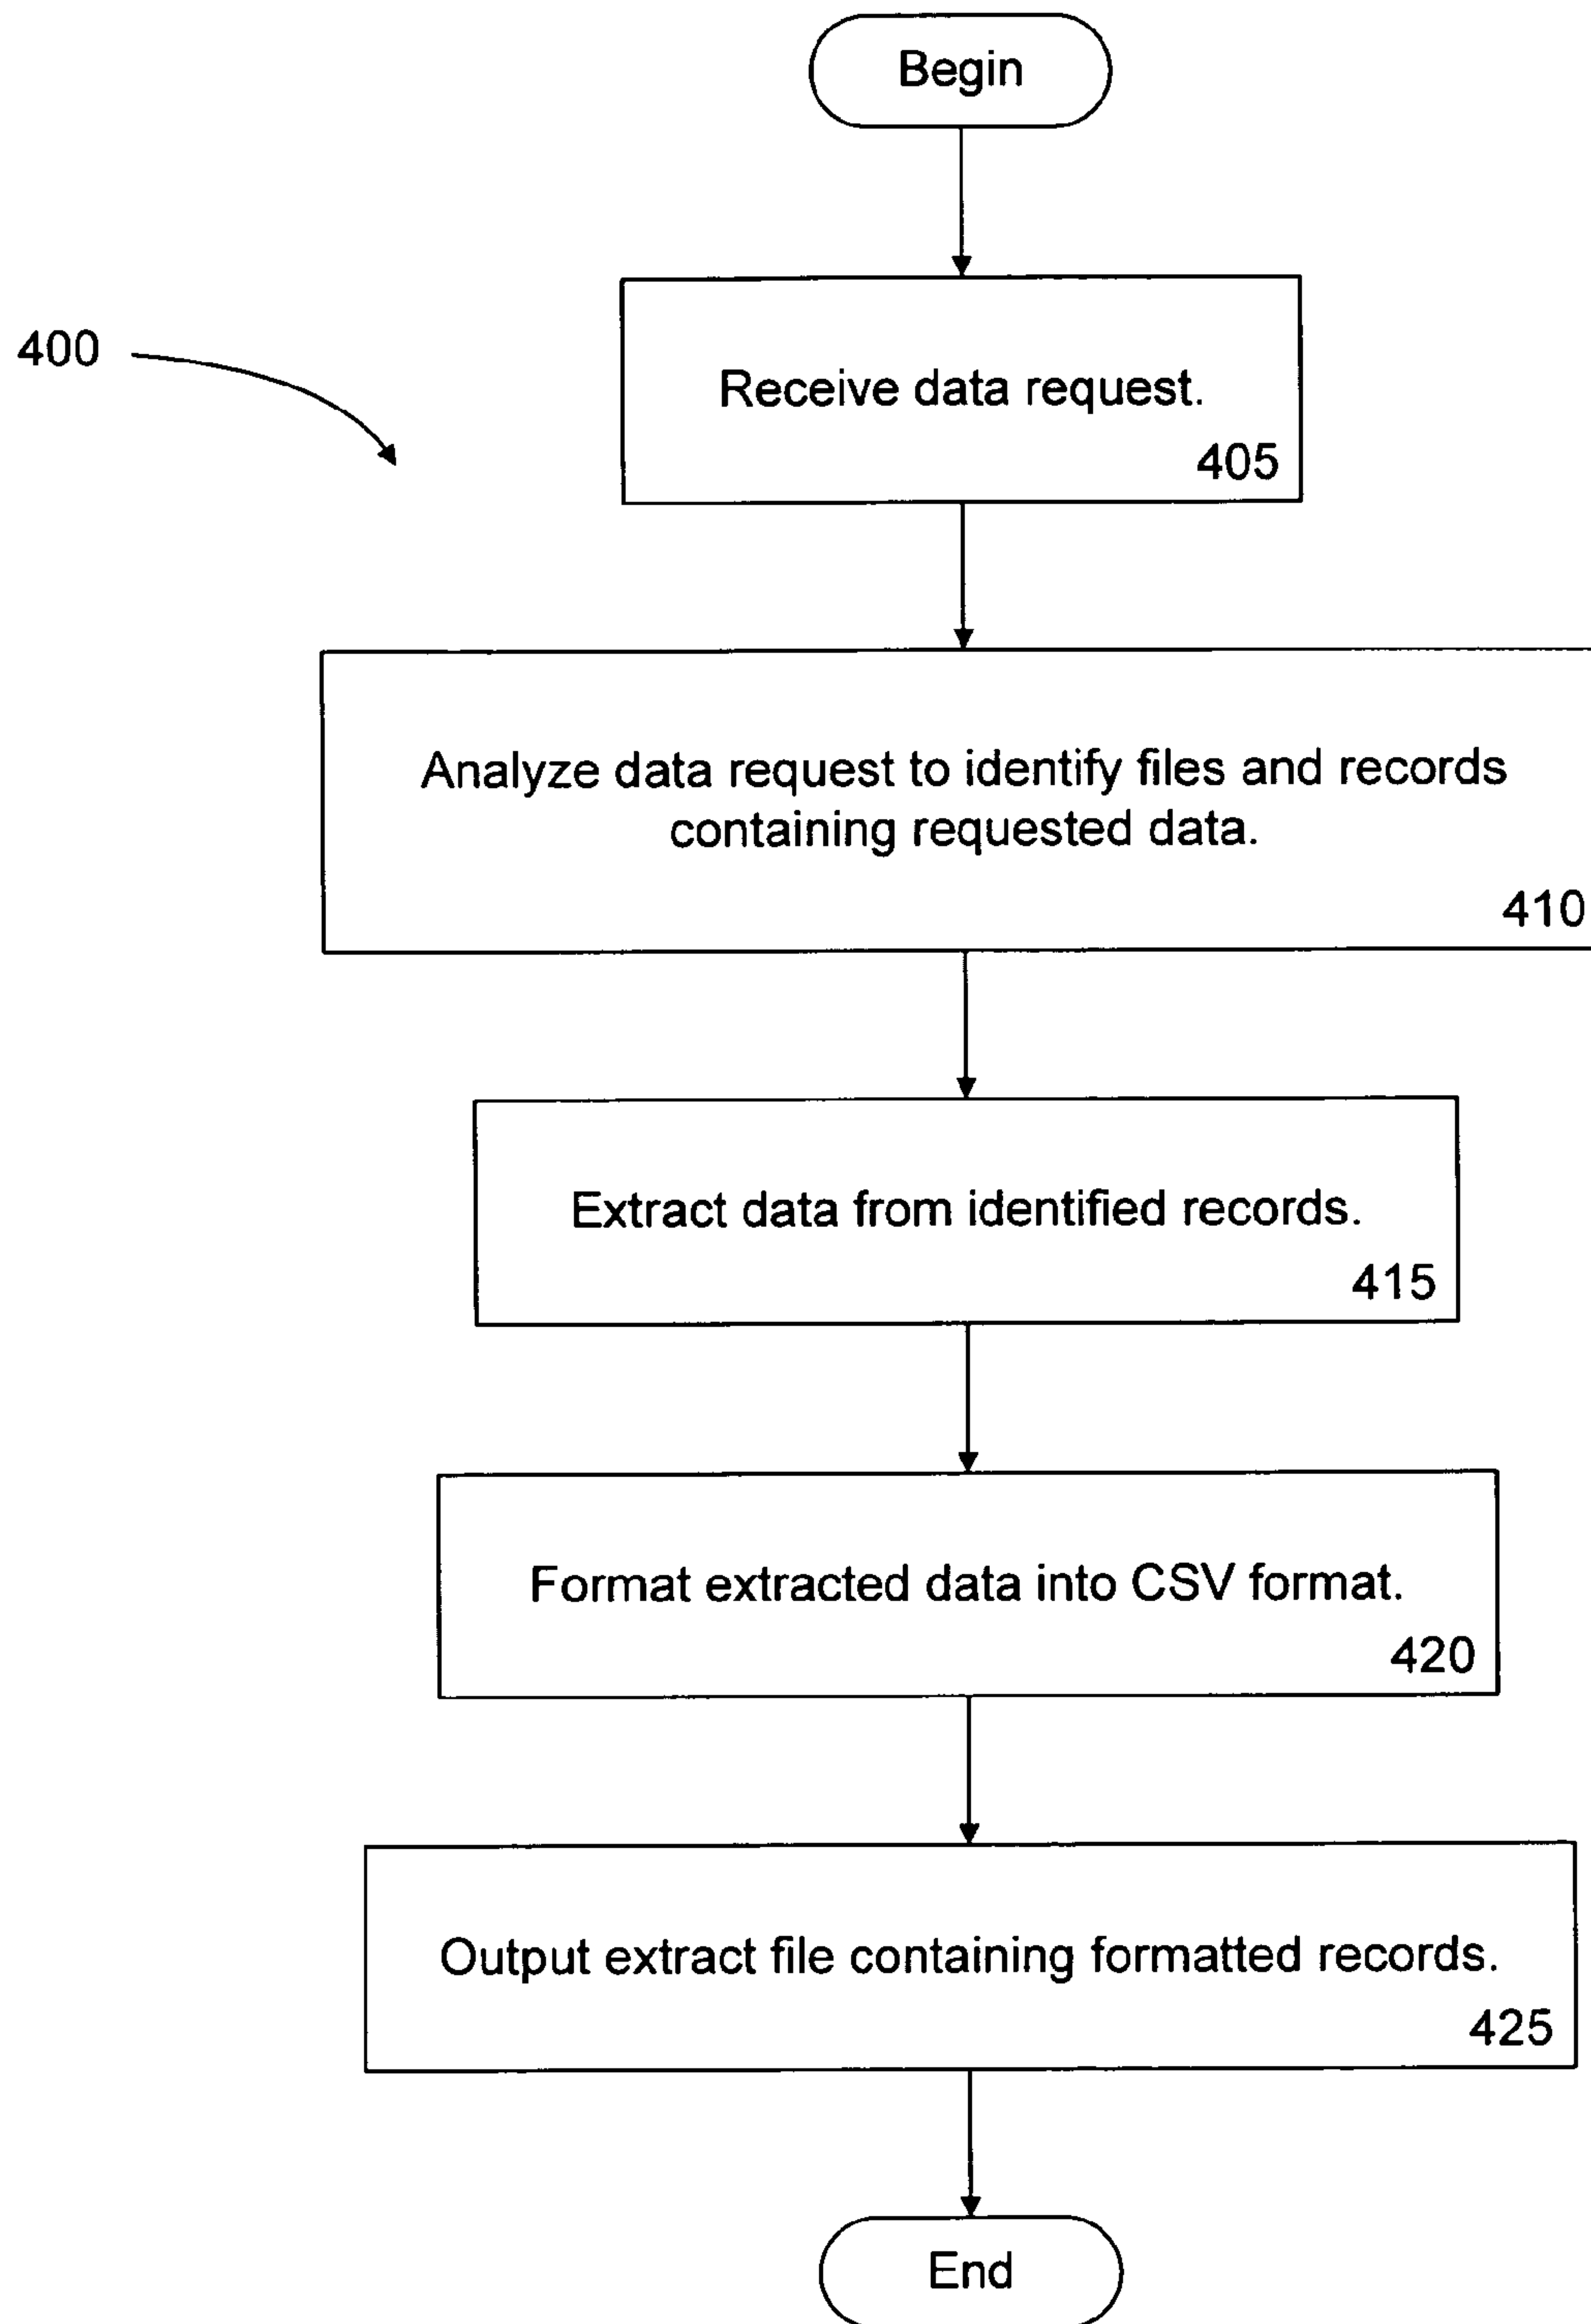 Begin
400
Receive data request.
405
Analyze data request to identify files and records
containing requested data.
410
Extract data from identified records.
415
Format extracted data into CSV format.
420
Output extract file containing formatted records.
425
End